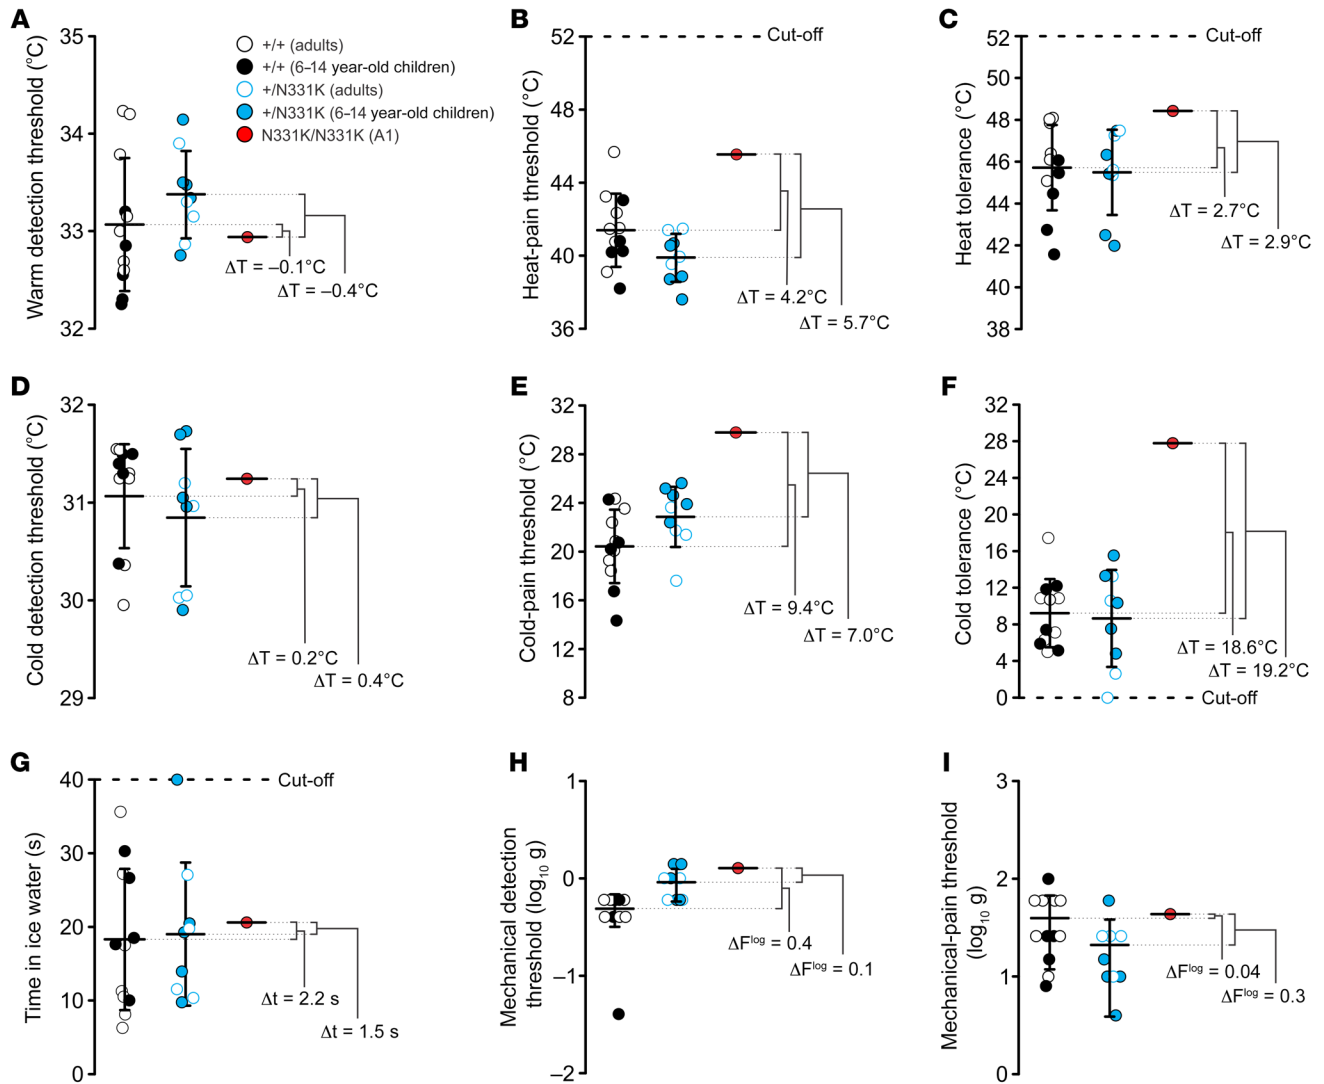 A
Warm detection threshold (°C)
35
34
33
32
+/+ (adults)
+/+ (6–14 year-old children)
+/N331K (adults)
+/N331K (6–14 year-old children)
N331K/N331K (A1)
ΔT = –0.1°C
ΔT = –0.4°C
B
Heat-pain threshold (°C)
52
48
44
40
36
Cut-off
ΔT = 4.2°C
ΔT = 5.7°C
C
Heat tolerance (°C)
52
50
48
46
44
42
40
38
Cut-off
ΔT = 2.7°C
ΔT = 2.9°C
D
Cold detection threshold (°C)
32
31
30
29
ΔT = 0.2°C
ΔT = 0.4°C
E
Cold-pain threshold (°C)
32
28
24
20
16
12
8
ΔT = 9.4°C
ΔT = 7.0°C
F
Cold tolerance (°C)
32
28
24
20
16
12
8
4
0
Cut-off
ΔT = 18.6°C
ΔT = 19.2°C
G
Time in ice water (s)
40
30
20
10
0
Cut-off
Δt = 2.2 s
Δt = 1.5 s
H
Mechanical detection
threshold (log10 g)
1
0
–1
–2
ΔFlog = 0.4
ΔFlog = 0.1
I
Mechanical-pain threshold
(log10 g)
3
2
1
0
ΔFlog = 0.04
ΔFlog = 0.3